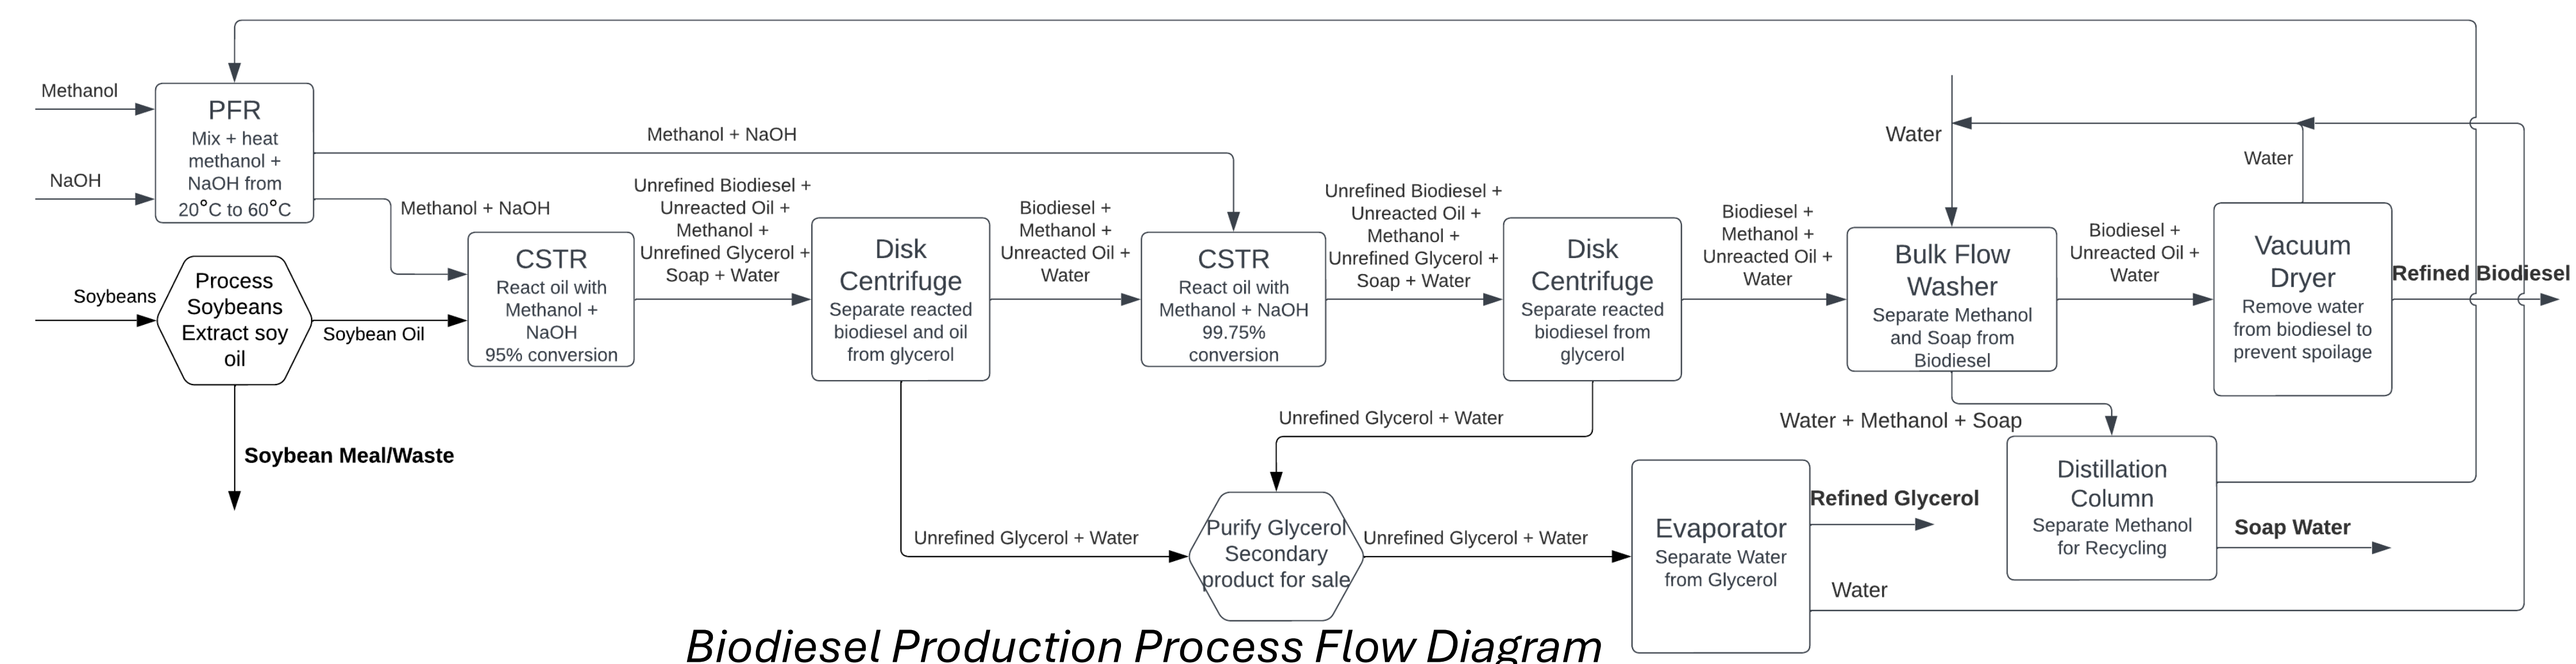 Methanol
NaOH
PFR
Mix + heat
methanol +
NaOH from
20°C to 60°C
Methanol + NaOH
Methanol + NaOH
Soybeans
Process
Soybeans
Extract soy
oil
Soybean Oil
Soybean Meal/Waste
CSTR
React oil with
Methanol +
NaOH
95% conversion
Unrefined Biodiesel +
Unreacted Oil +
Methanol +
Unrefined Glycerol +
Soap + Water
Disk
Centrifuge
Separate reacted
biodiesel and oil
from glycerol
Biodiesel +
Methanol +
Unreacted Oil +
Water
CSTR
React oil with
Methanol + NaOH
99.75%
conversion
Unrefined Biodiesel +
Unreacted Oil +
Methanol +
Unrefined Glycerol +
Soap + Water
Disk
Centrifuge
Separate reacted
biodiesel from
glycerol
Biodiesel +
Methanol +
Unreacted Oil +
Water
Water
Bulk Flow
Washer
Separate Methanol
and Soap from
Biodiesel
Biodiesel +
Unreacted Oil +
Water
Water
Vacuum
Dryer
Remove water
from biodiesel to
prevent spoilage
Refined Biodiesel
Unrefined Glycerol + Water
Unrefined Glycerol + Water
Purify Glycerol
Secondary
product for sale
Unrefined Glycerol + Water
Evaporator
Separate Water
from Glycerol
Refined Glycerol
Water
Water + Methanol + Soap
Distillation
Column
Separate Methanol
for Recycling
Soap Water
Biodiesel Production Process Flow Diagram